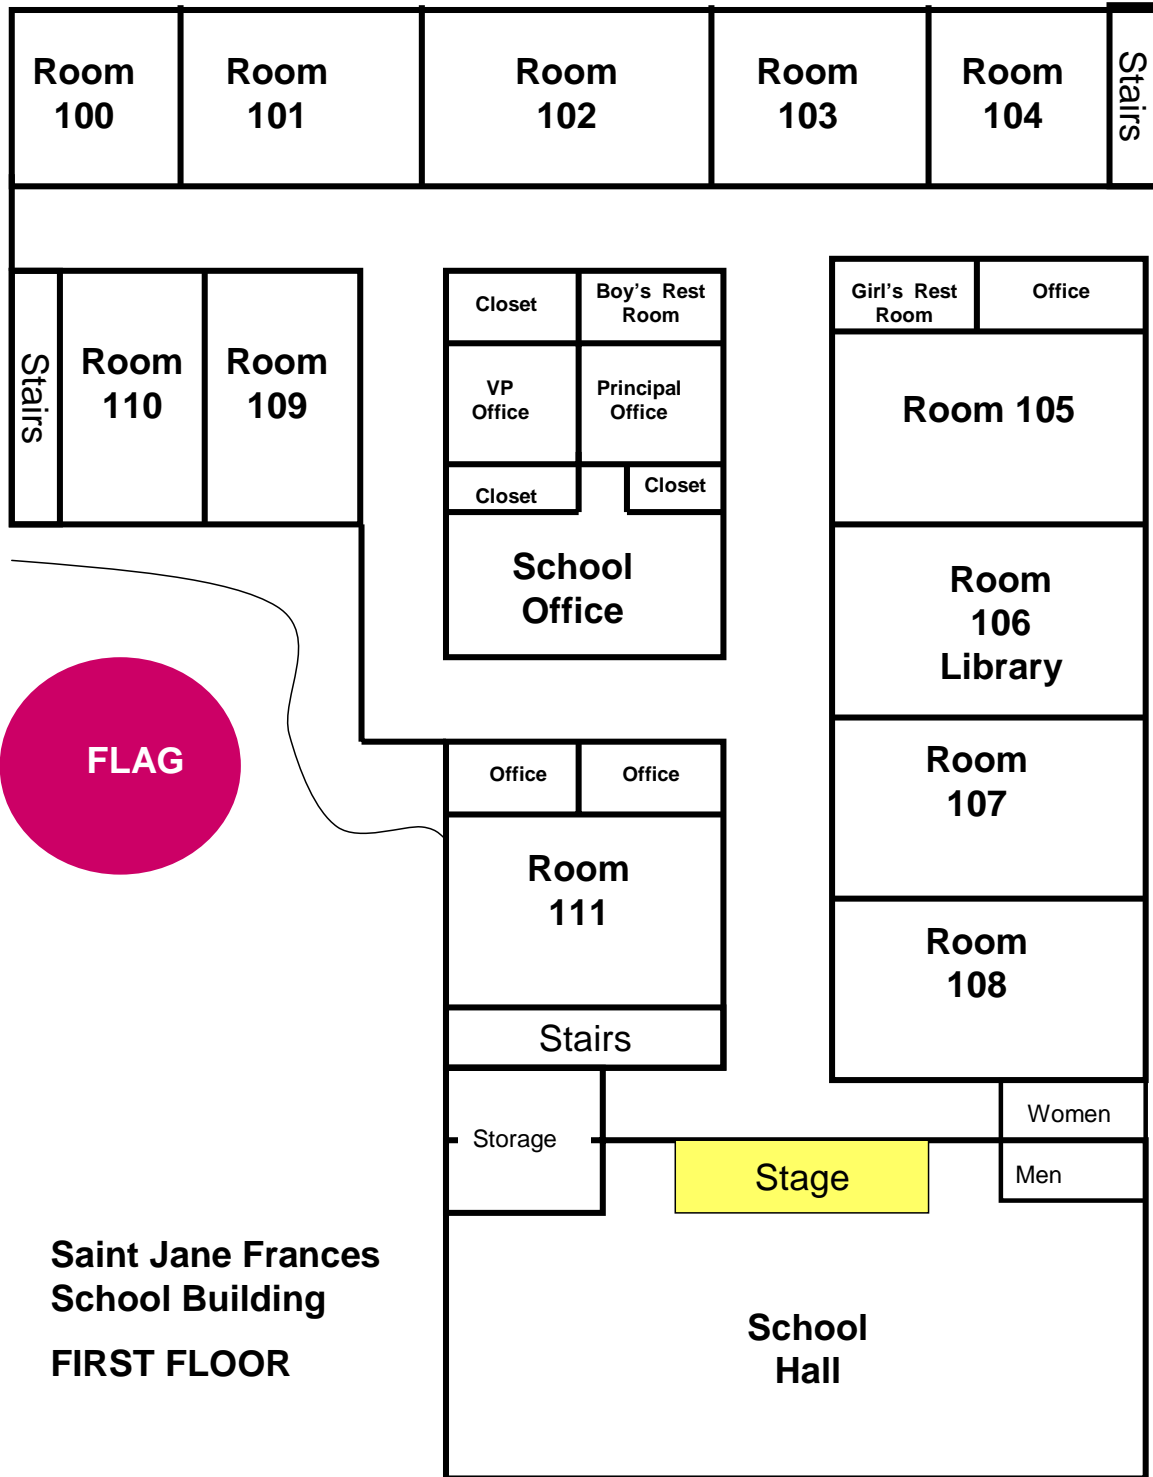 Room
100
Room
101
Room
102
Room
103
Room
104
Stairs
Stairs
Room
110
Room
109
Closet
Boy's Rest
Room
VP
Office
Principal
Office
Closet
Closet
School
Office
Girl's Rest
Room
Office
Room 105
Room
106
Library
FLAG
Office
Office
Room
107
Room
111
Room
108
Stairs
Storage
Women
Stage
Men
Saint Jane Frances
School Building
FIRST FLOOR
School
Hall